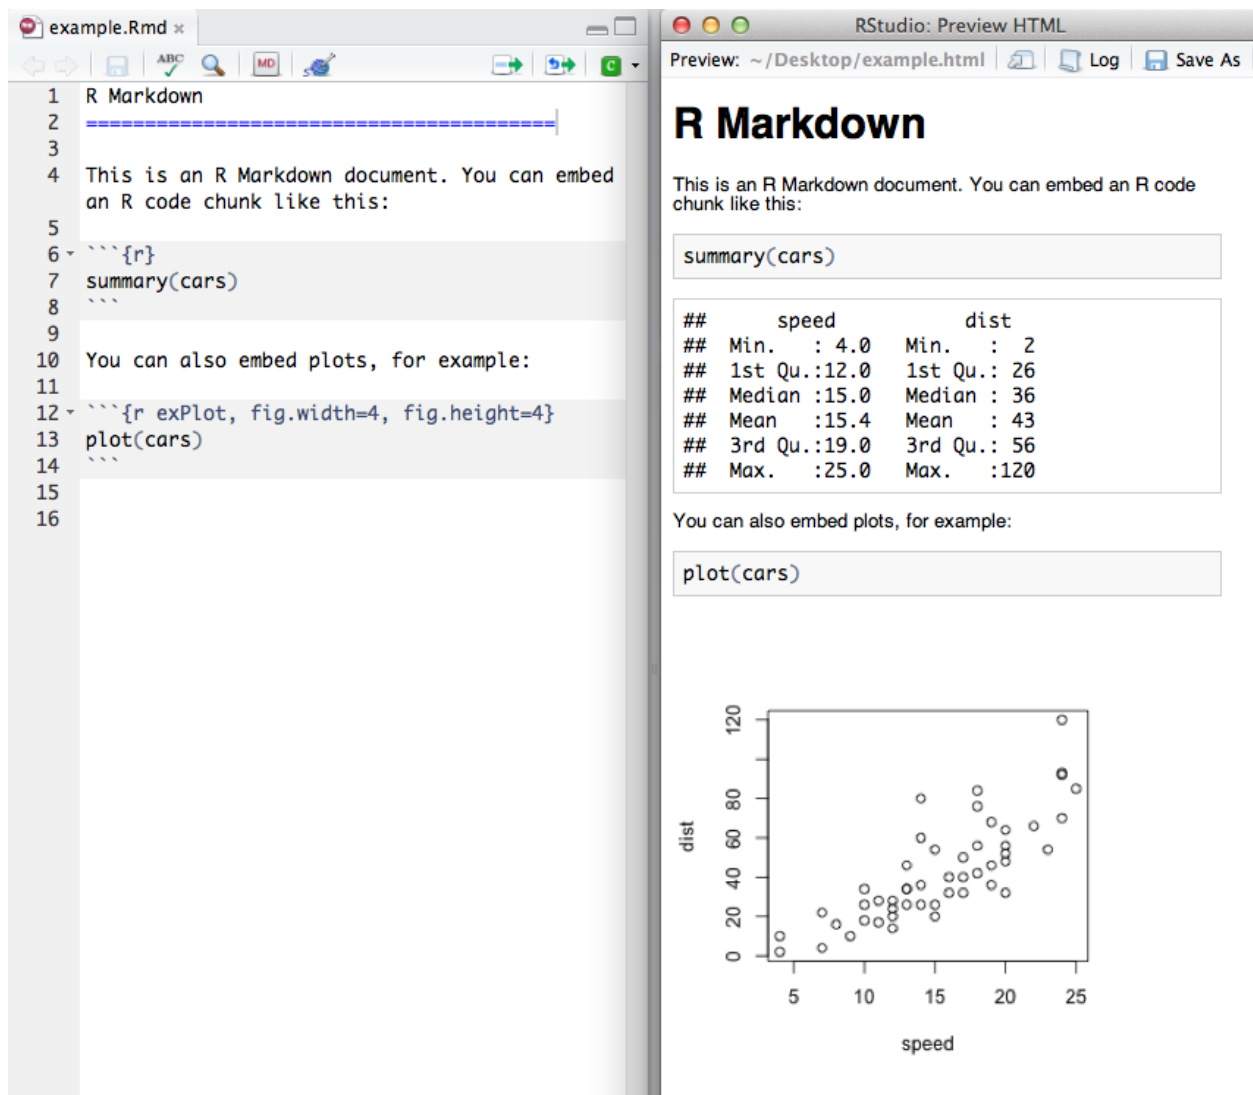 example.Rmd ×
ABC
MD
C
1 R Markdown
2 ========================================
3
4 This is an R Markdown document. You can embed
an R code chunk like this:
5
6 ```{r}
7 summary(cars)
8 ```
9
10 You can also embed plots, for example:
11
12 ```{r exPlot, fig.width=4, fig.height=4}
13 plot(cars)
14 ```
15
16
RStudio: Preview HTML
Preview: ~/Desktop/example.html Log Save As
R Markdown
This is an R Markdown document. You can embed an R code
chunk like this:
summary(cars)
##      speed           dist
##  Min.   : 4.0   Min.   :  2
##  1st Qu.:12.0   1st Qu.: 26
##  Median :15.0   Median : 36
##  Mean   :15.4   Mean   : 43
##  3rd Qu.:19.0   3rd Qu.: 56
##  Max.   :25.0   Max.   :120
You can also embed plots, for example:
plot(cars)
120
80
60
40
20
0
dist
5 10 15 20 25
speed